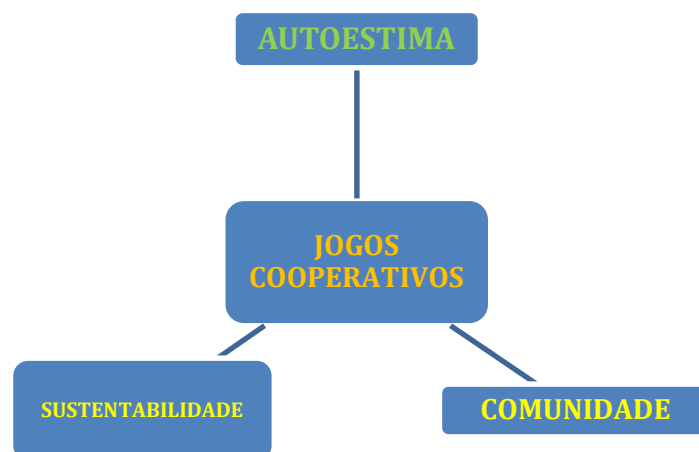 AUTOESTIMA
JOGOS
COOPERATIVOS
SUSTENTABILIDADE
COMUNIDADE